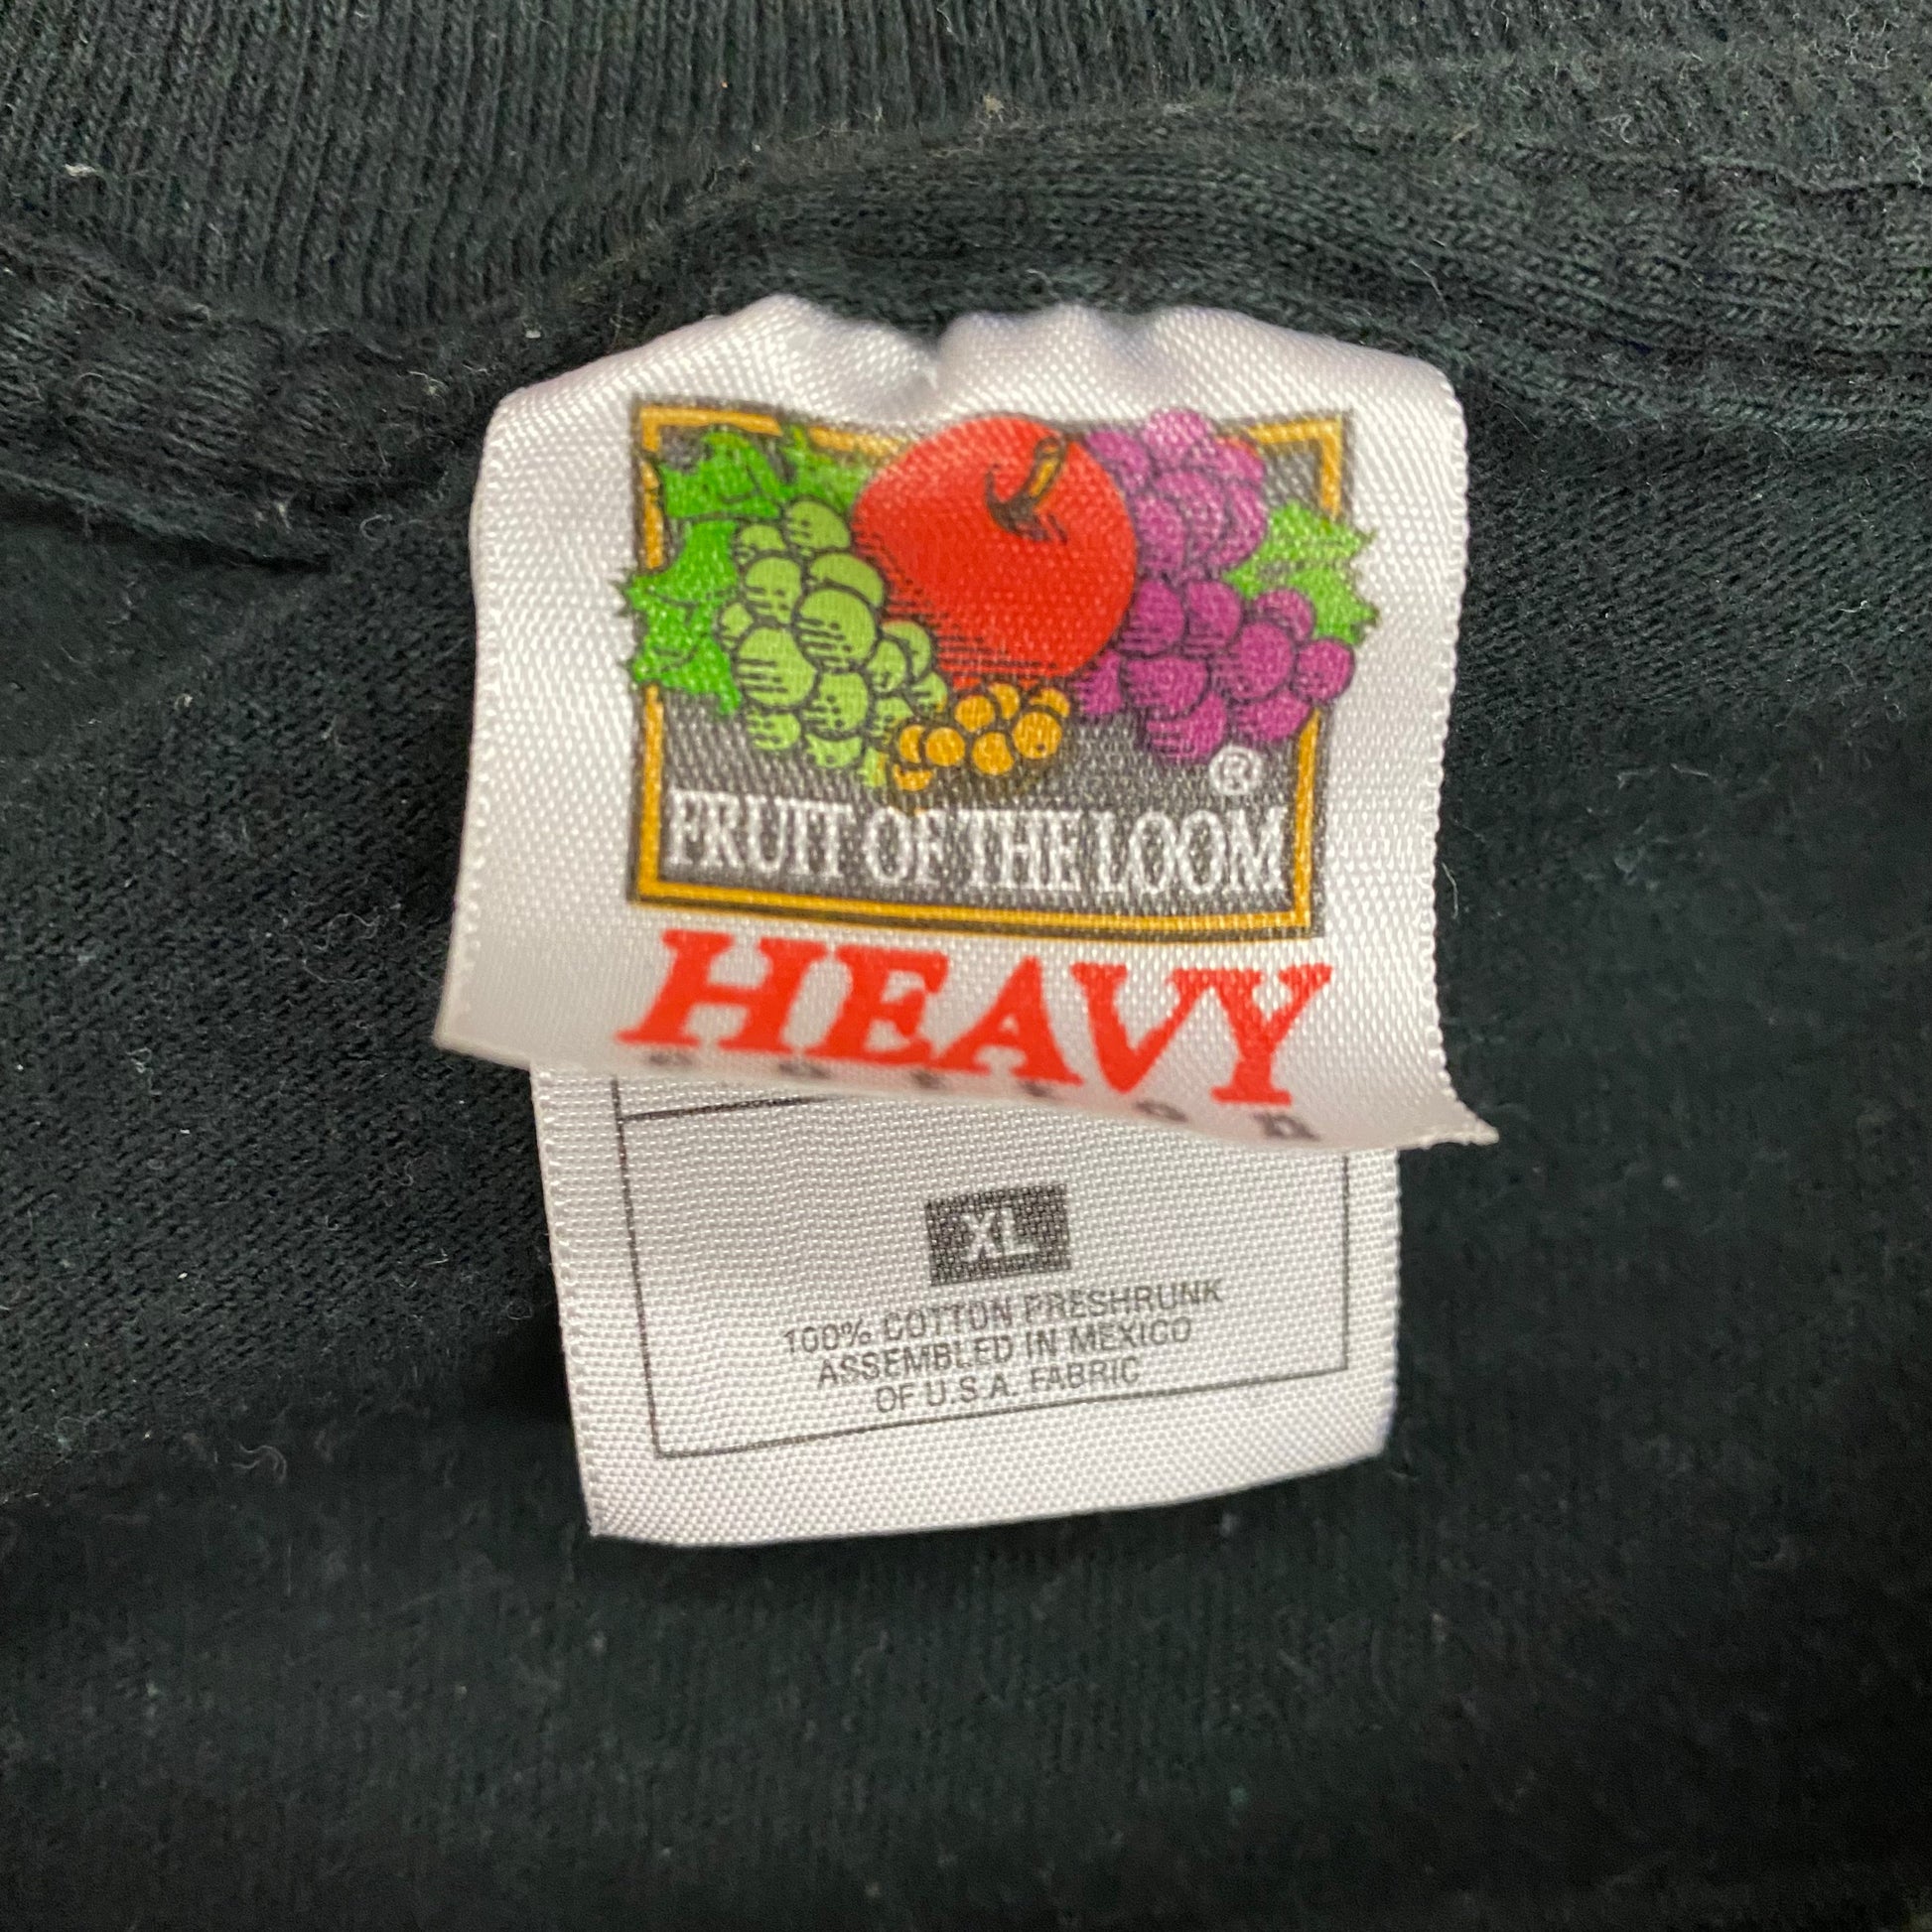 ®
FRUIT OF THE LOOM
HEAVY
XL
100% COTTON PRESHRUNK
ASSEMBLED IN MEXICO
OF U.S.A. FABRIC